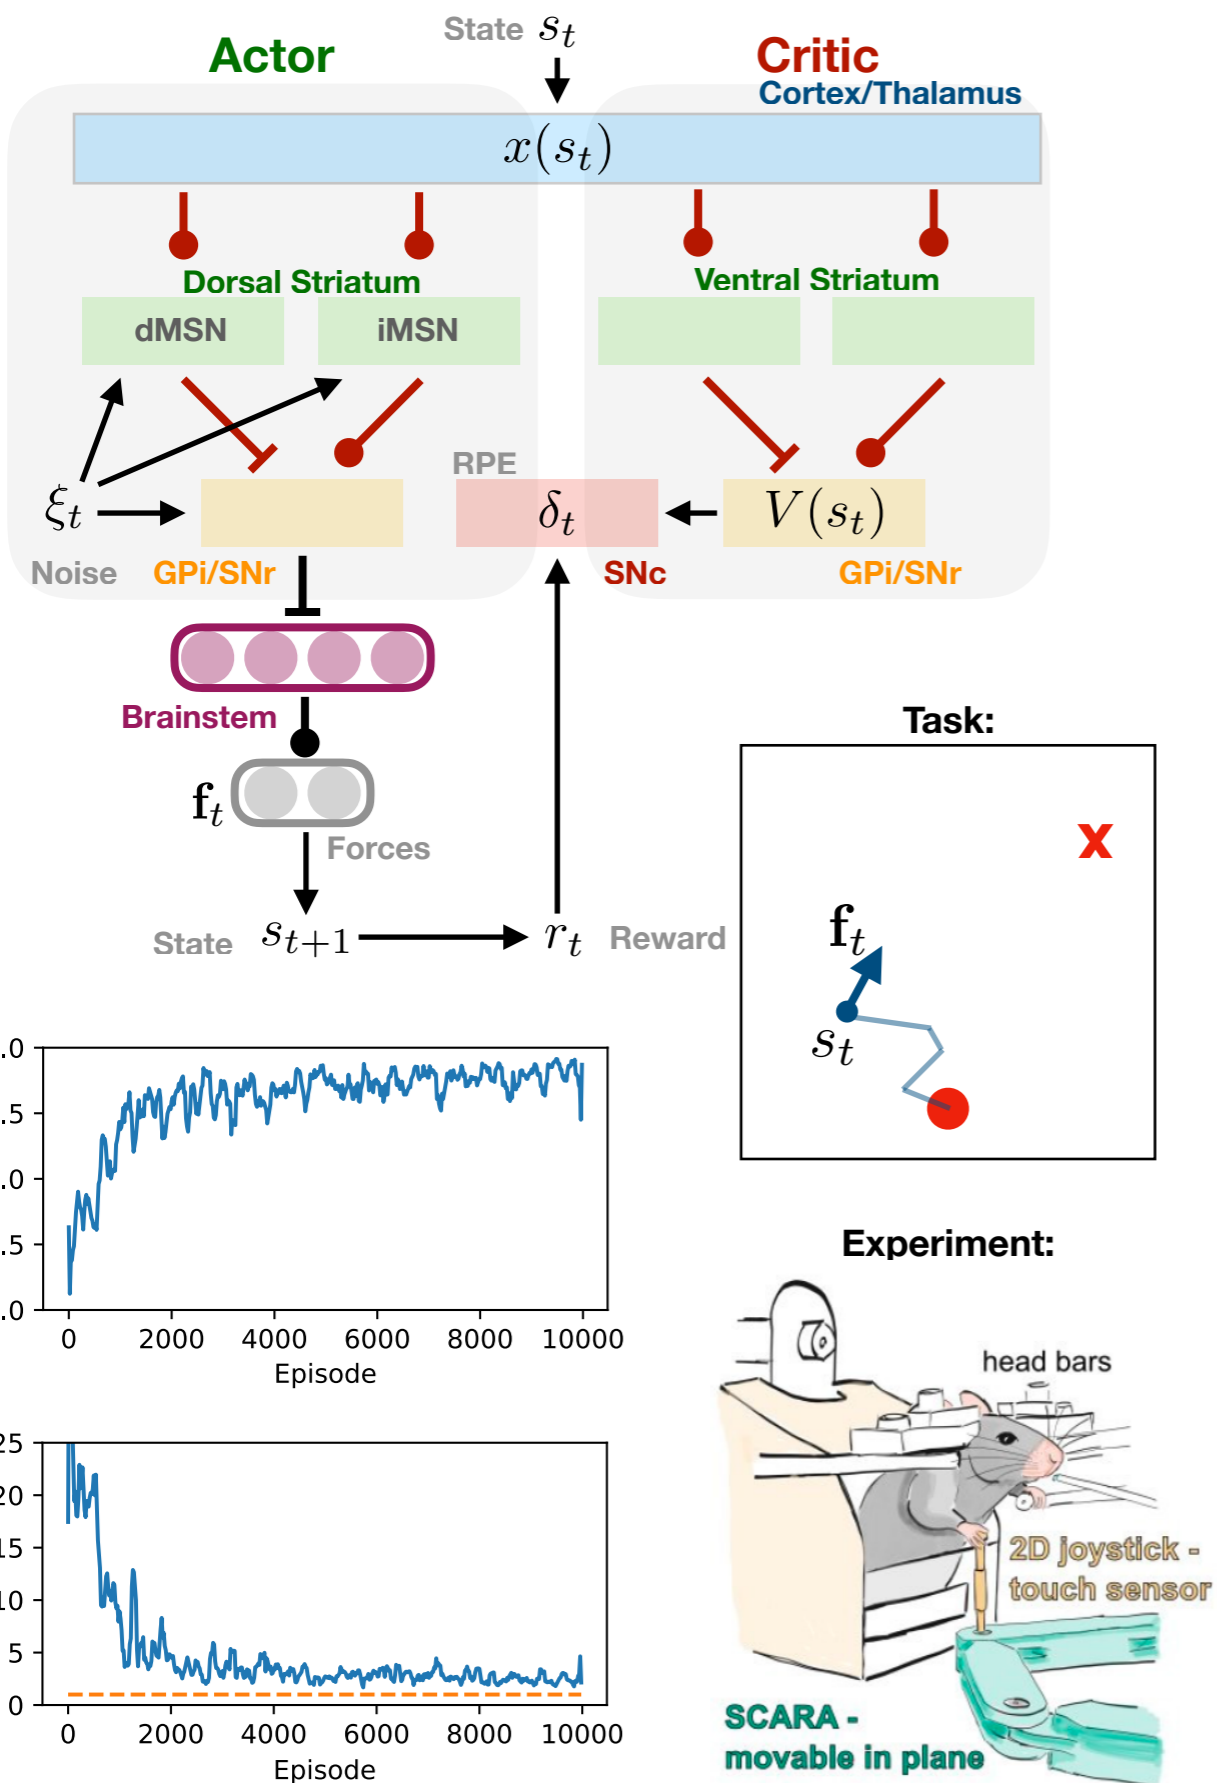 State s_t
Actor
Critic
Cortex/Thalamus
x(s_t)
Dorsal Striatum
Ventral Striatum
dMSN
iMSN
RPE
ξ_t
δ_t
V(s_t)
Noise
GPi/SNr
SNc
GPi/SNr
Brainstem
f_t
Forces
State s_{t+1}
r_t Reward
Task:
x
f_t
s_t
.0
.5
.0
.5
.0
0 2000 4000 6000 8000 10000
Episode
25
20
15
10
5
0
0 2000 4000 6000 8000 10000
Episode
Experiment:
head bars
2D joystick -
touch sensor
SCARA -
movable in plane